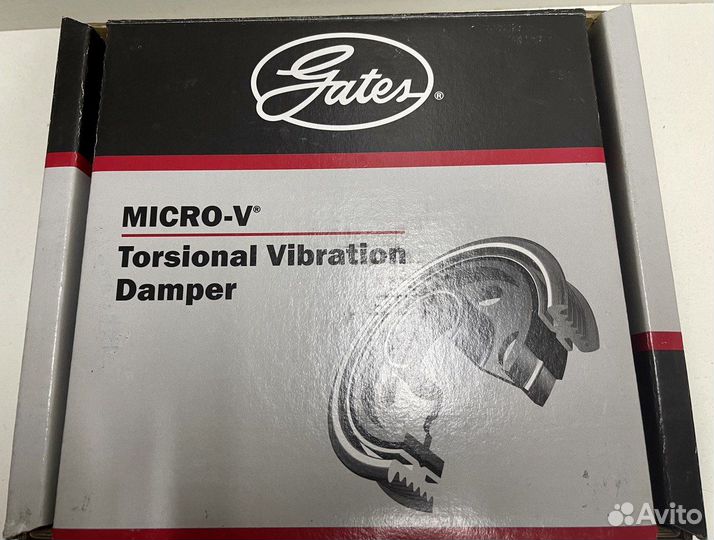 Gates®
MICRO-V®
Torsional Vibration
Damper
Avito